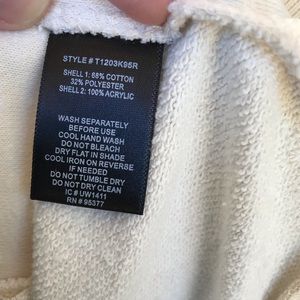 STYLE # T1203K95R
SHELL 1: 68% COTTON
32% POLYESTER
SHELL 2: 100% ACRYLIC
WASH SEPARATELY
BEFORE USE
COOL HAND WASH
DO NOT BLEACH
DRY FLAT IN SHADE
COOL IRON ON REVERSE
IF NEEDED
DO NOT TUMBLE DRY
DO NOT DRY CLEAN
IC # UW1411
RN # 95377